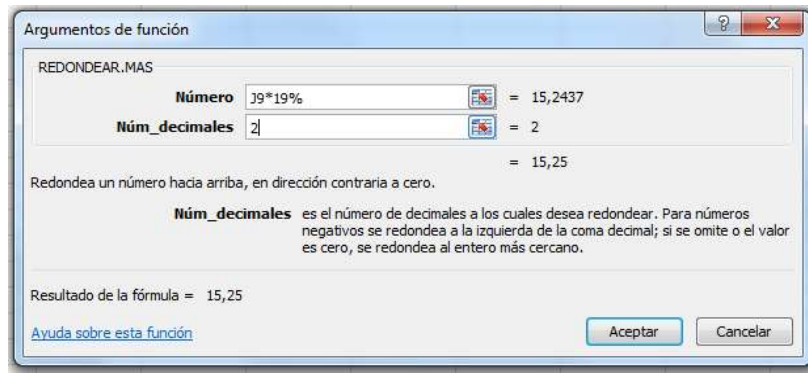 Argumentos de función
REDONDEAR.MAS
Número J9*19% = 15,2437
Núm_decimales 2 = 2
= 15,25
Redondea un número hacia arriba, en dirección contraria a cero.
Núm_decimales es el número de decimales a los cuales desea redondear. Para números
negativos se redondea a la izquierda de la coma decimal; si se omite o el valor
es cero, se redondea al entero más cercano.
Resultado de la fórmula = 15,25
Ayuda sobre esta función
Aceptar Cancelar